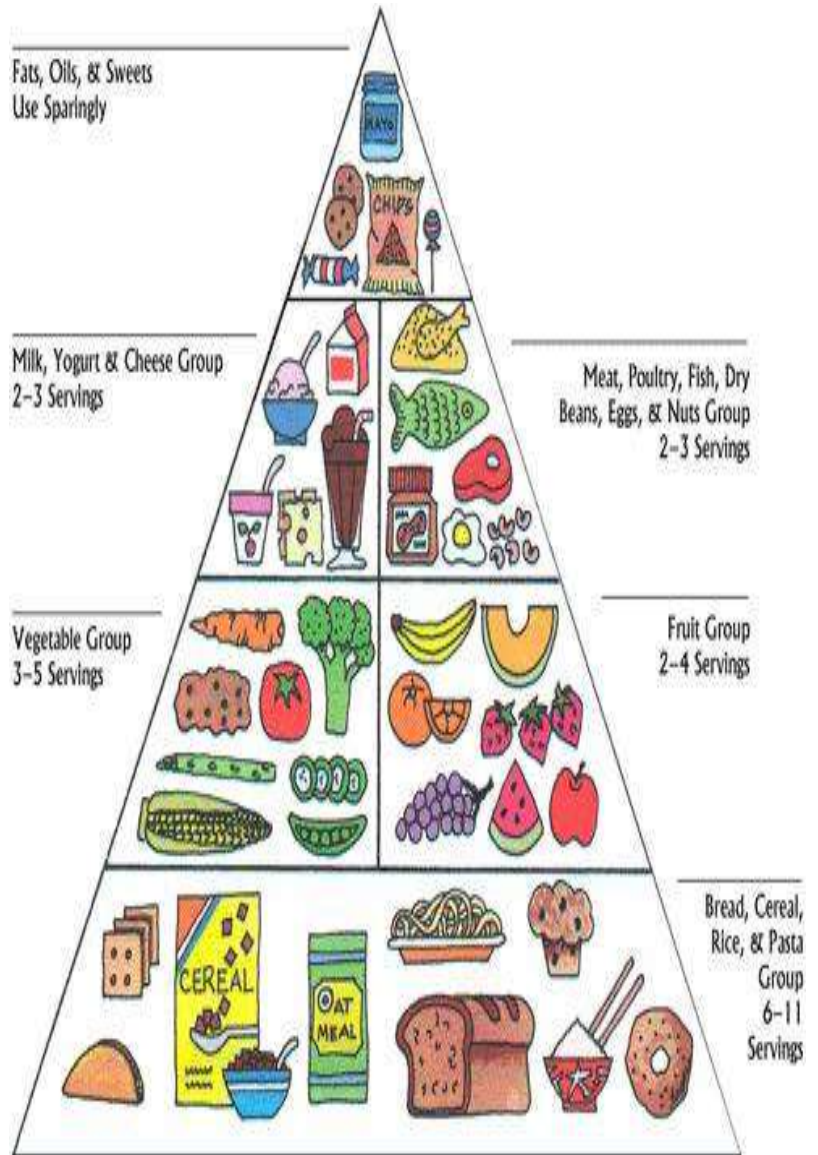 Fats, Oils, & Sweets
Use Sparingly
MAYO
CHIPS
Milk, Yogurt & Cheese Group
2–3 Servings
Meat, Poultry, Fish, Dry
Beans, Eggs, & Nuts Group
2–3 Servings
Vegetable Group
3–5 Servings
Fruit Group
2–4 Servings
Bread, Cereal,
Rice, & Pasta
Group
6–11
Servings
CEREAL
OAT
MEAL